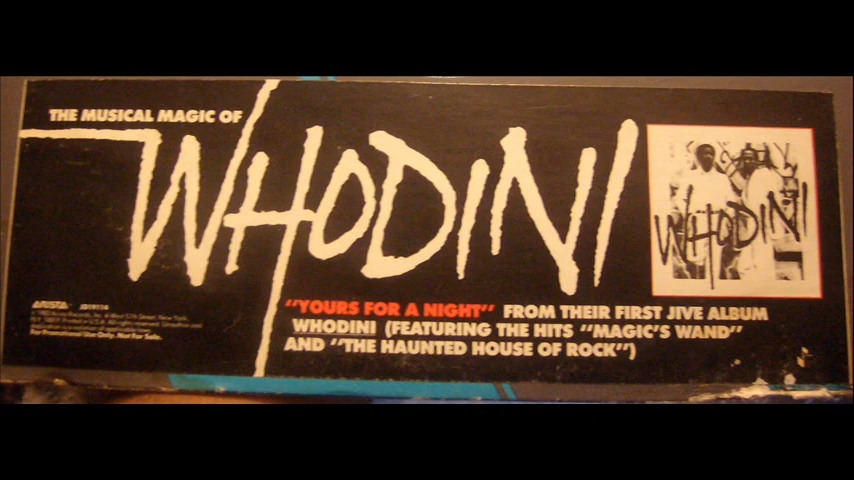 THE MUSICAL MAGIC OF
WHODINI
WHODINI
"YOURS FOR A NIGHT" FROM THEIR FIRST JIVE ALBUM
WHODINI (FEATURING THE HITS "MAGIC'S WAND"
AND "THE HAUNTED HOUSE OF ROCK")
ARISTA
For Promotional Use Only. Not For Sale.